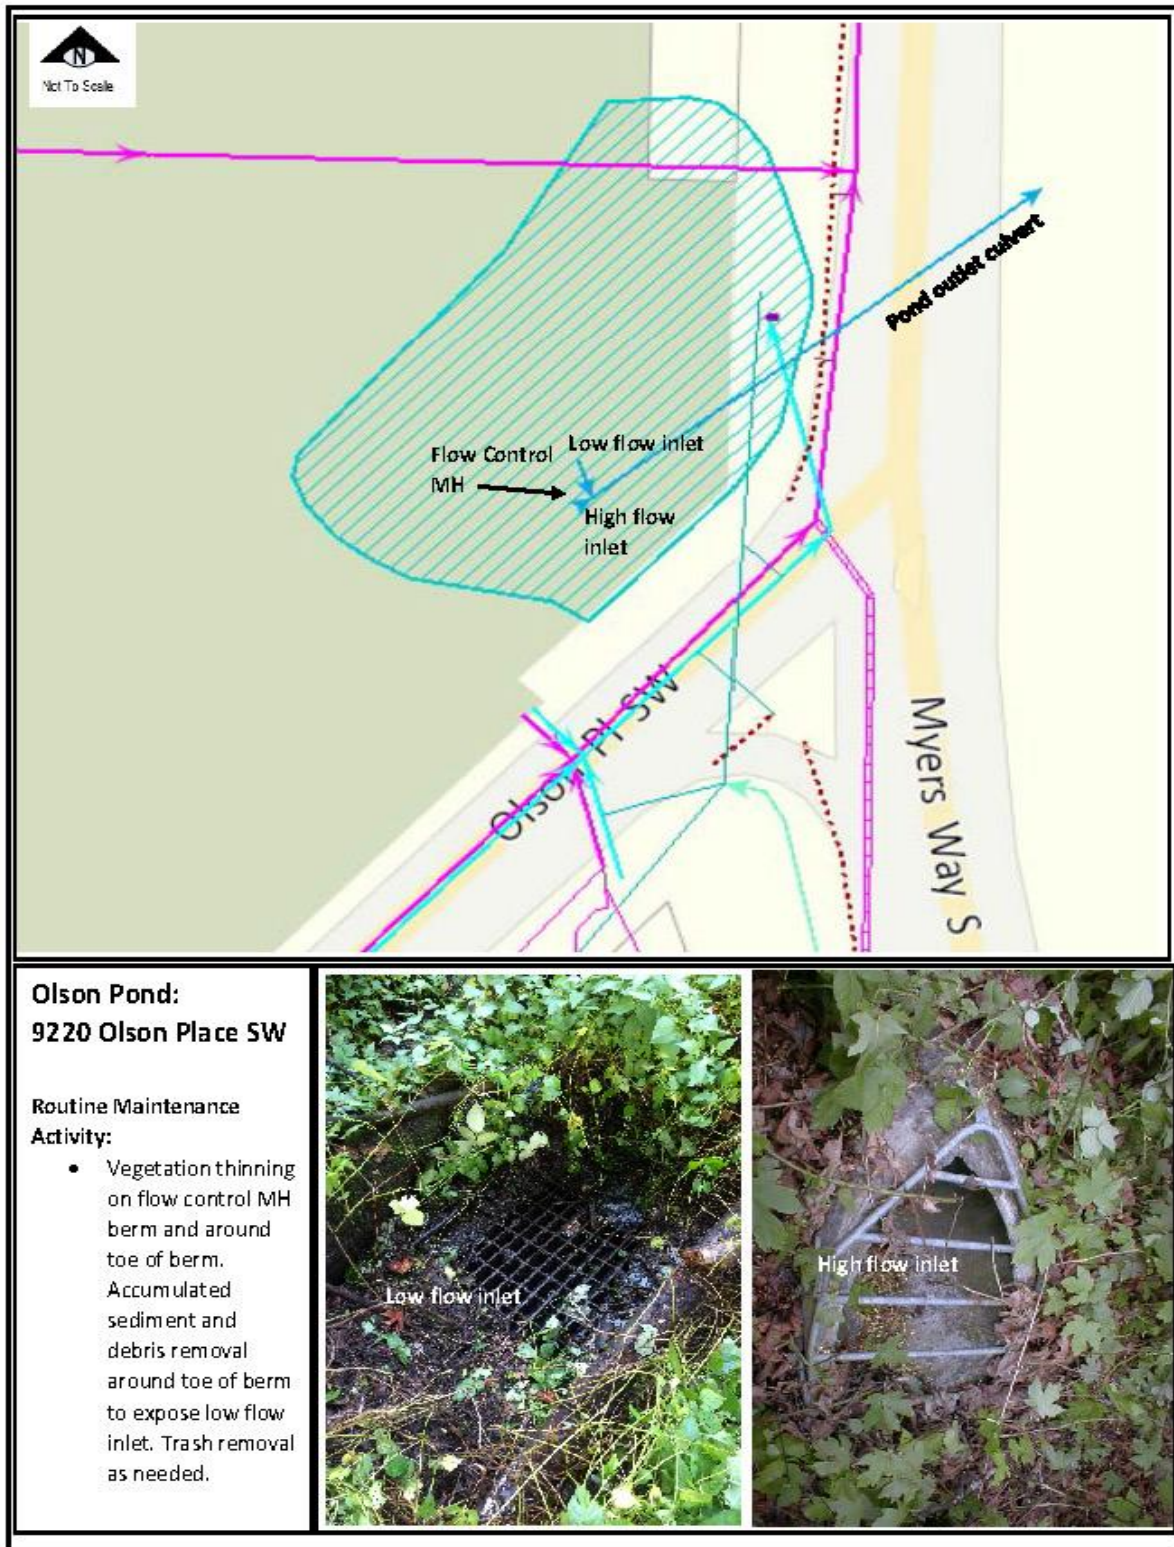 N
Not To Scale
Pond outlet culvert
Low flow inlet
Flow Control
MH
High flow
inlet
Olson Pl SW
Myers Way S
Olson Pond:
9220 Olson Place SW
Routine Maintenance
Activity:
• Vegetation thinning
on flow control MH
berm and around
toe of berm.
Accumulated
sediment and
debris removal
around toe of berm
to expose low flow
inlet. Trash removal
as needed.
Low flow inlet
High flow inlet